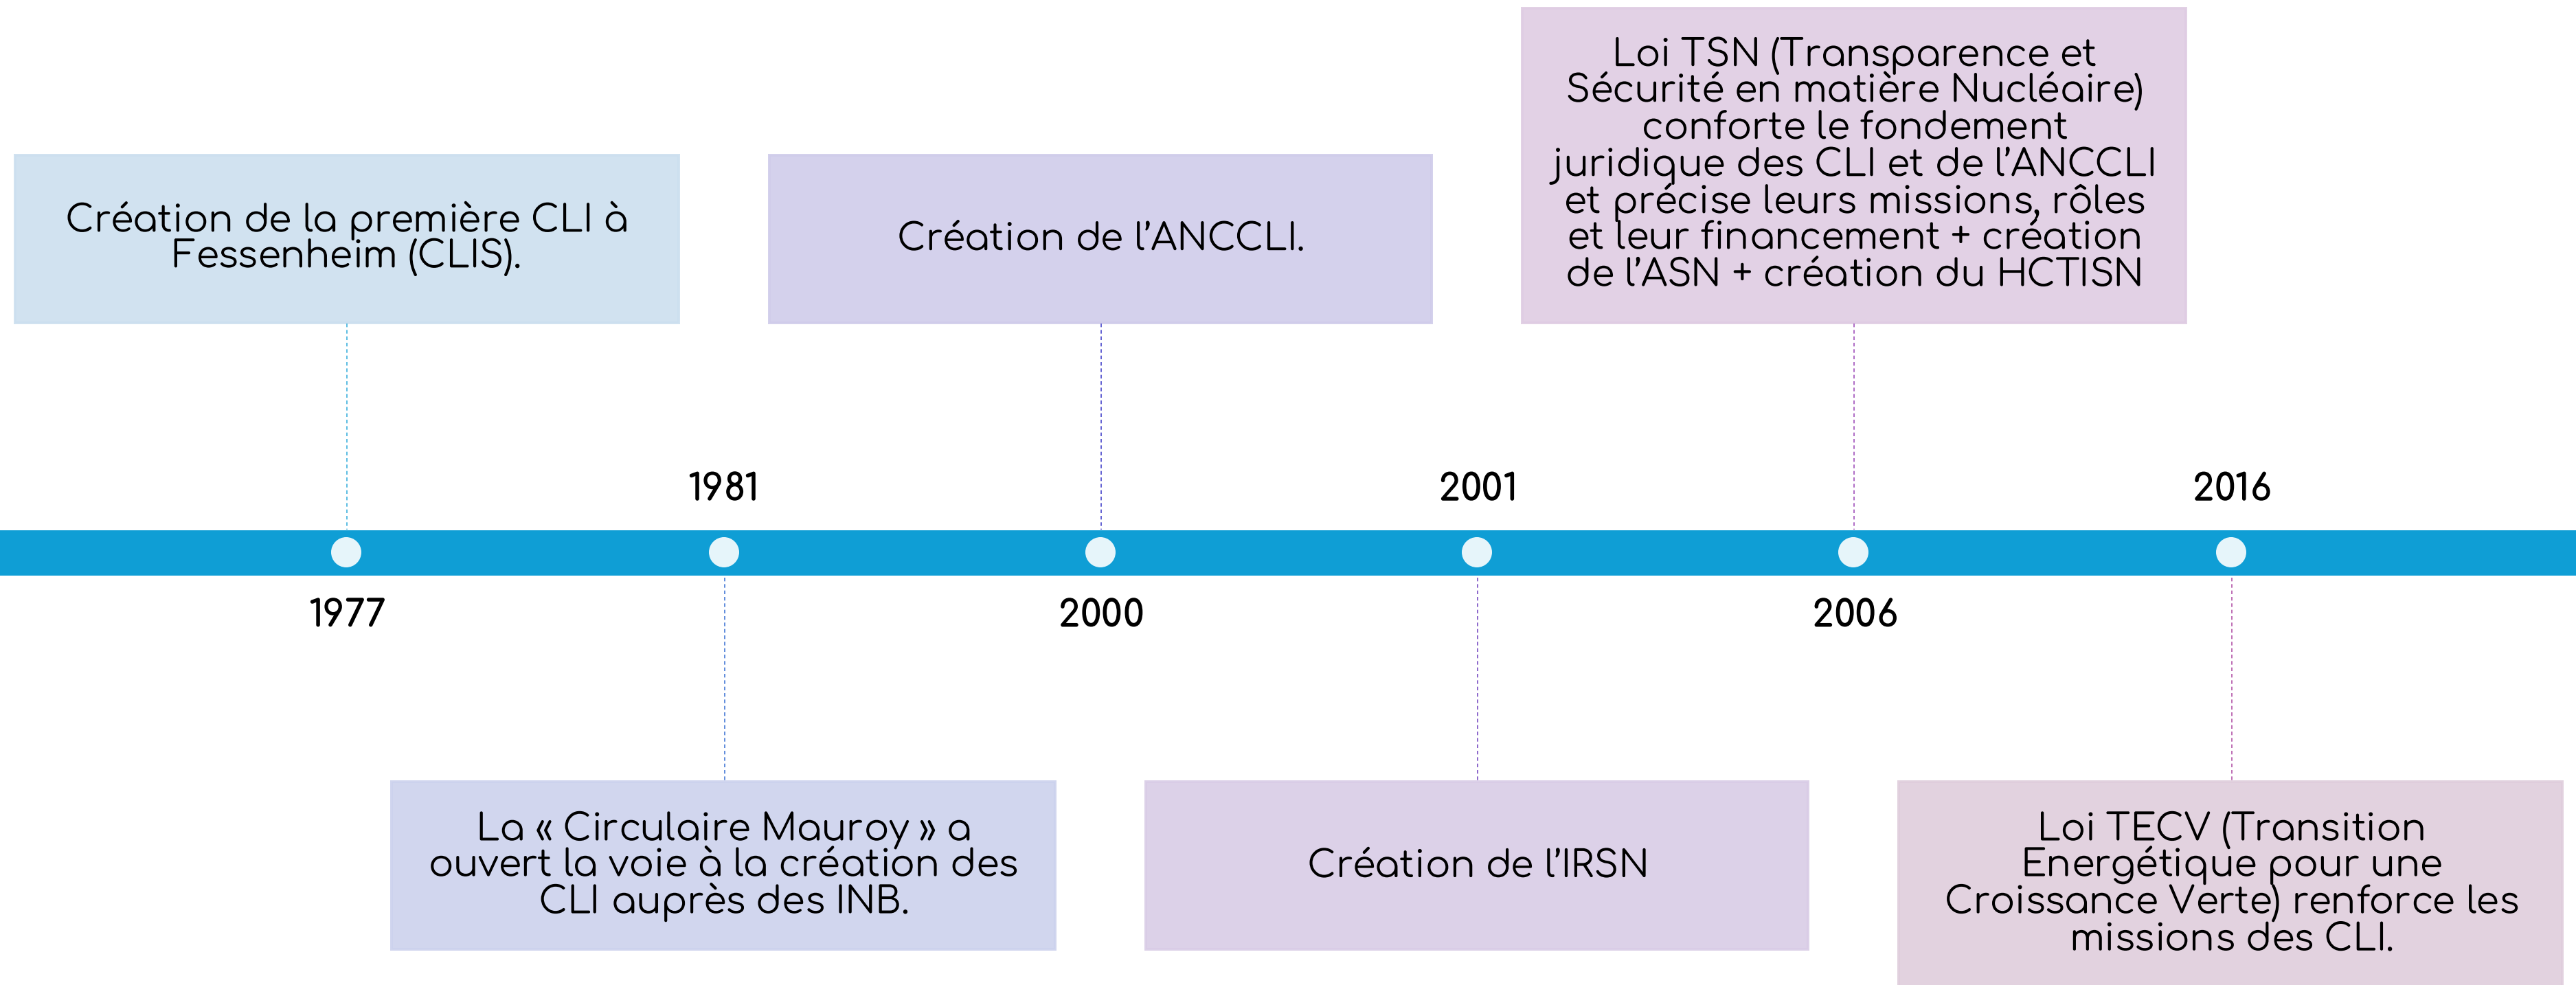 Création de la première CLI à
Fessenheim (CLIS).
1977
1981
La « Circulaire Mauroy » a
ouvert la voie à la création des
CLI auprès des INB.
Création de l’ANCCLI.
2000
2001
Création de l’IRSN
Loi TSN (Transparence et
Sécurité en matière Nucléaire)
conforte le fondement
juridique des CLI et de l’ANCCLI
et précise leurs missions, rôles
et leur financement + création
de l’ASN + création du HCTISN
2006
2016
Loi TECV (Transition
Energétique pour une
Croissance Verte) renforce les
missions des CLI.